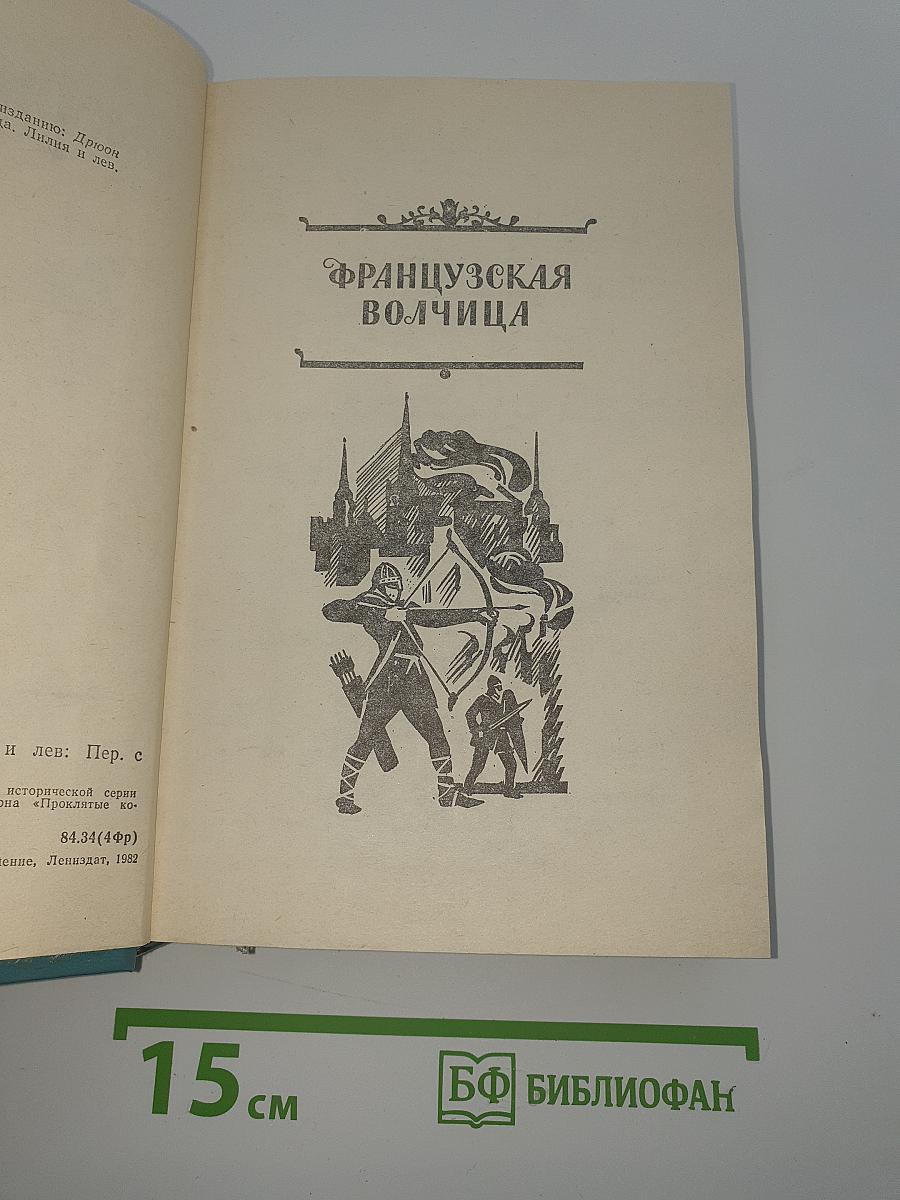 изданию: Дрюон
Лилия и лев.
и лев: Пер. с
исторической серии
«Проклятые ко-
84.34(4Фр)
Лениздат, 1982
ФРАНЦУЗСКАЯ
ВОЛЧИЦА
15 см
БФ БИБЛИОФАН